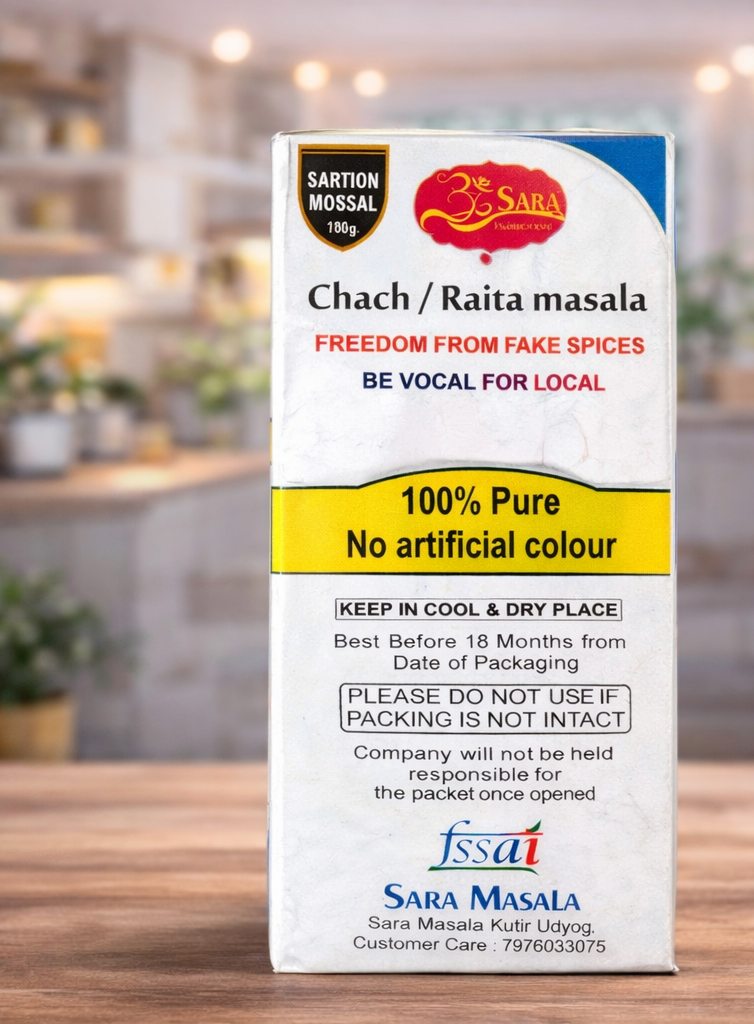 SARTION
MOSSAL
180g.
SARA
Chach / Raita masala
FREEDOM FROM FAKE SPICES
BE VOCAL FOR LOCAL
100% Pure
No artificial colour
KEEP IN COOL & DRY PLACE
Best Before 18 Months from
Date of Packaging
PLEASE DO NOT USE IF
PACKING IS NOT INTACT
Company will not be held
responsible for
the packet once opened
fssai
SARA MASALA
Sara Masala Kutir Udyog.
Customer Care : 7976033075